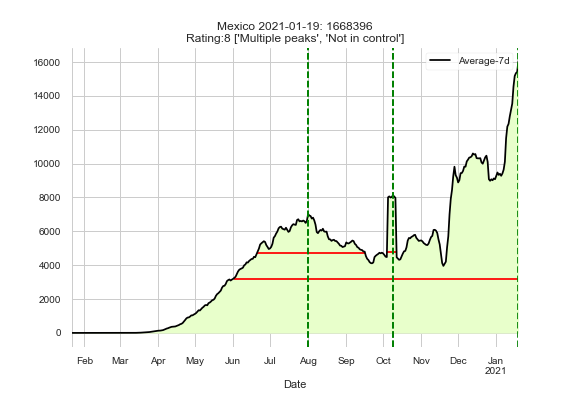 Mexico 2021-01-19: 1668396
Rating:8 ['Multiple peaks', 'Not in control']
Average-7d
16000
14000
12000
10000
8000
6000
4000
2000
0
Feb Mar Apr May Jun Jul Aug Sep Oct Nov Dec Jan
2021
Date